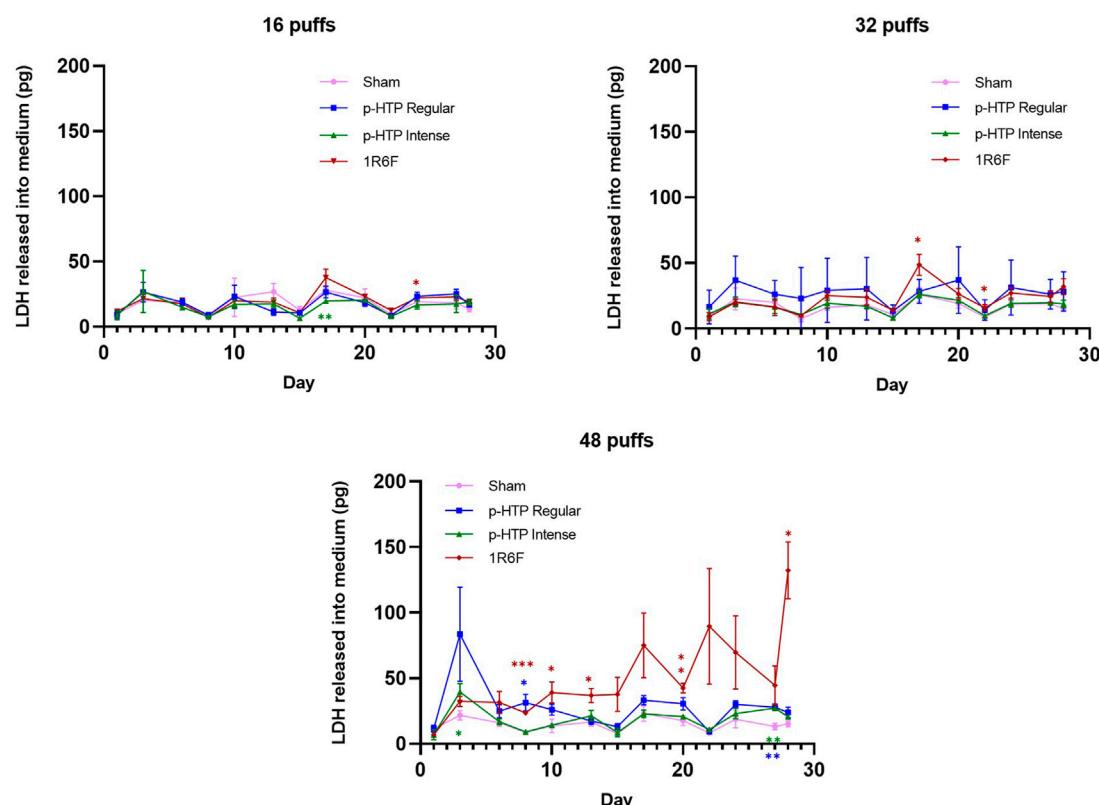 16 puffs
LDH released into medium (pg)
200
150
100
50
0
0 10 20 30
Day
Sham
p-HTP Regular
p-HTP Intense
1R6F
*
**
32 puffs
LDH released into medium (pg)
200
150
100
50
0
0 10 20 30
Day
Sham
p-HTP Regular
p-HTP Intense
1R6F
*
*
48 puffs
LDH released into medium (pg)
200
150
100
50
0
0 10 20 30
Day
Sham
p-HTP Regular
p-HTP Intense
1R6F
*
***
*
*
*
*
*
*
**
**